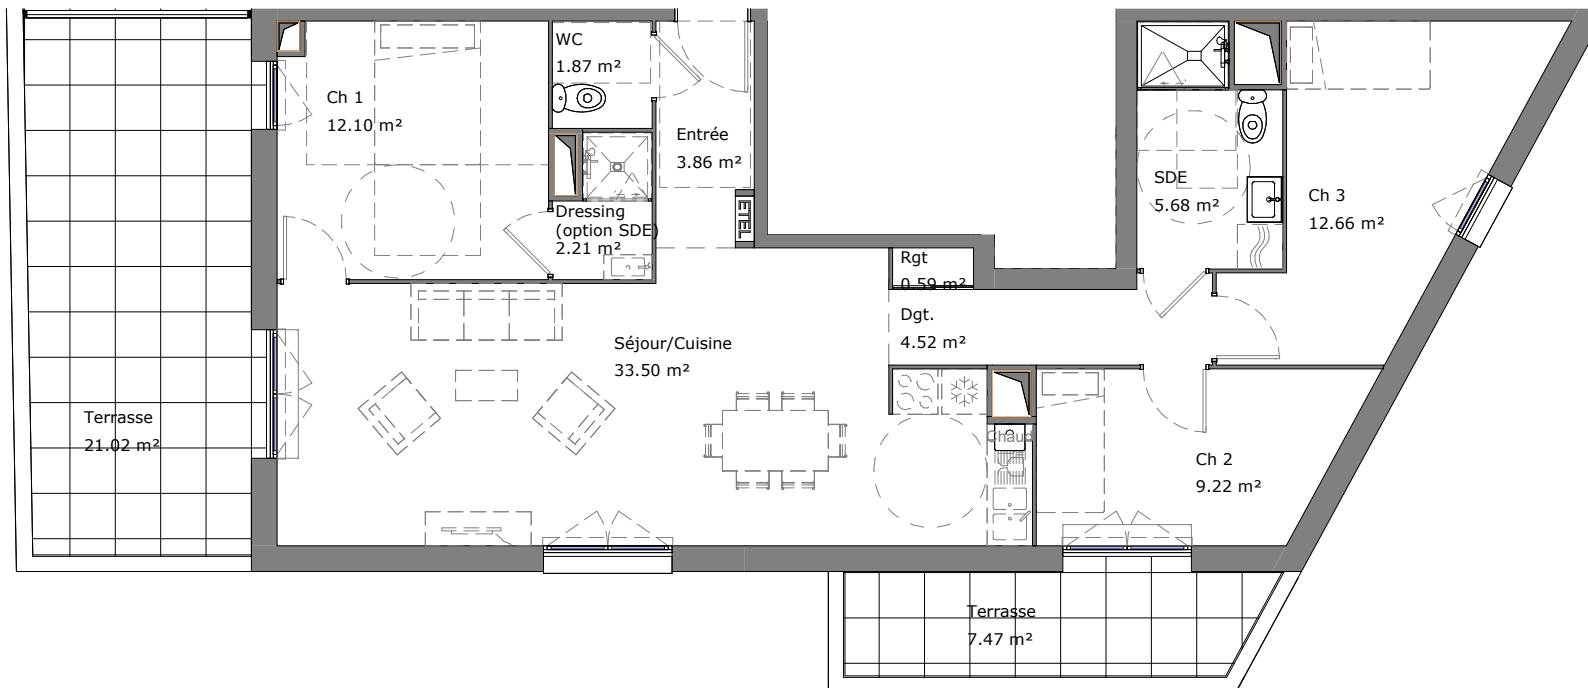 WC
1.87 m²
Ch 1
12.10 m²
Entrée
3.86 m²
SDE
5.68 m²
Ch 3
12.66 m²
Dressing
(option SDE)
2.21 m²
ETEL
Rgt
0.59 m²
Dgt.
4.52 m²
Séjour/Cuisine
33.50 m²
Terrasse
21.02 m²
Chaud
Ch 2
9.22 m²
Terrasse
7.47 m²